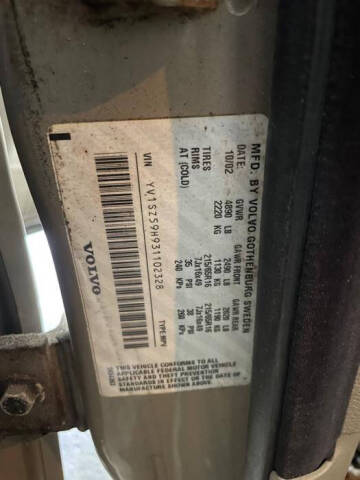 MFD. BY VOLVO GOTHENBURG SWEDEN
DATE: GVWR GAWR FRONT GAWR REAR
10/02 4890 LB 2490 LB 2620 LB
2220 KG 1130 KG 1190 KG
TIRES 215/65R16 215/65R16
RIMS 7Jx16x49 7Jx16x49
AT (COLD) 35 PSI 38 PSI
240 KPA 260 KPA
VIN YV1SZ59H931102328 TYPE:MPV
THIS VEHICLE CONFORMS TO ALL
APPLICABLE FEDERAL MOTOR VEHICLE
SAFETY AND THEFT PREVENTION
STANDARDS IN EFFECT ON THE DATE OF
MANUFACTURE SHOWN ABOVE.
VOLVO